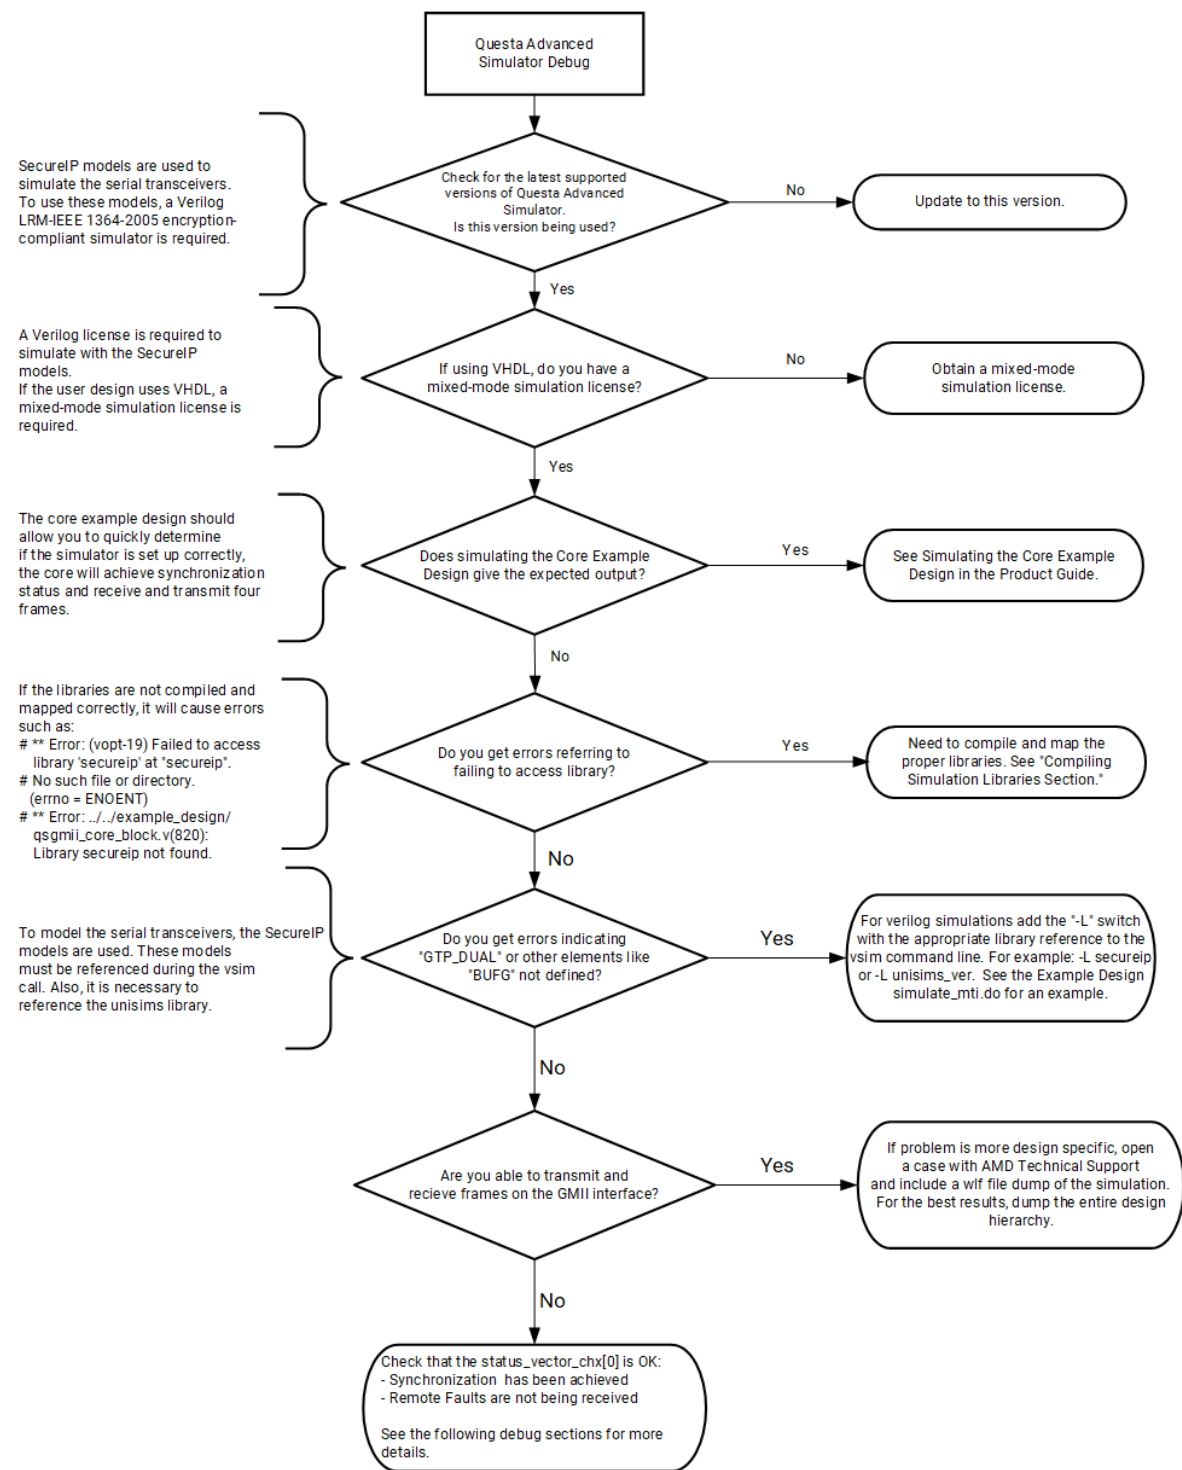 Questa Advanced
Simulator Debug
SecureIP models are used to
simulate the serial transceivers.
To use these models, a Verilog
LRM-IEEE 1364-2005 encryption-
compliant simulator is required.
Check for the latest supported
versions of Questa Advanced
Simulator.
Is this version being used?
No
Update to this version.
Yes
A Verilog license is required to
simulate with the SecureIP
models.
If the user design uses VHDL, a
mixed-mode simulation license is
required.
If using VHDL, do you have a
mixed-mode simulation license?
No
Obtain a mixed-mode
simulation license.
Yes
The core example design should
allow you to quickly determine
if the simulator is set up correctly,
the core will achieve synchronization
status and receive and transmit four
frames.
Does simulating the Core Example
Design give the expected output?
Yes
See Simulating the Core Example
Design in the Product Guide.
No
If the libraries are not compiled and
mapped correctly, it will cause errors
such as:
# ** Error: (vopt-19) Failed to access
library 'secureip' at "secureip".
# No such file or directory.
(errno = ENOENT)
# ** Error: ../../example_design/
qsgmii_core_block.v(820):
Library secureip not found.
Do you get errors referring to
failing to access library?
Yes
Need to compile and map the
proper libraries. See "Compiling
Simulation Libraries Section."
No
To model the serial transceivers, the SecureIP
models are used. These models
must be referenced during the vsim
call. Also, it is necessary to
reference the unisims library.
Do you get errors indicating
"GTP_DUAL" or other elements like
"BUFG" not defined?
Yes
For verilog simulations add the "-L" switch
with the appropriate library reference to the
vsim command line. For example: -L secureip
or -L unisims_ver. See the Example Design
simulate_mti.do for an example.
No
Are you able to transmit and
recieve frames on the GMII interface?
Yes
If problem is more design specific, open
a case with AMD Technical Support
and include a wlf file dump of the simulation.
For the best results, dump the entire design
hierarchy.
No
Check that the status_vector_chx[0] is OK:
- Synchronization has been achieved
- Remote Faults are not being received
See the following debug sections for more
details.